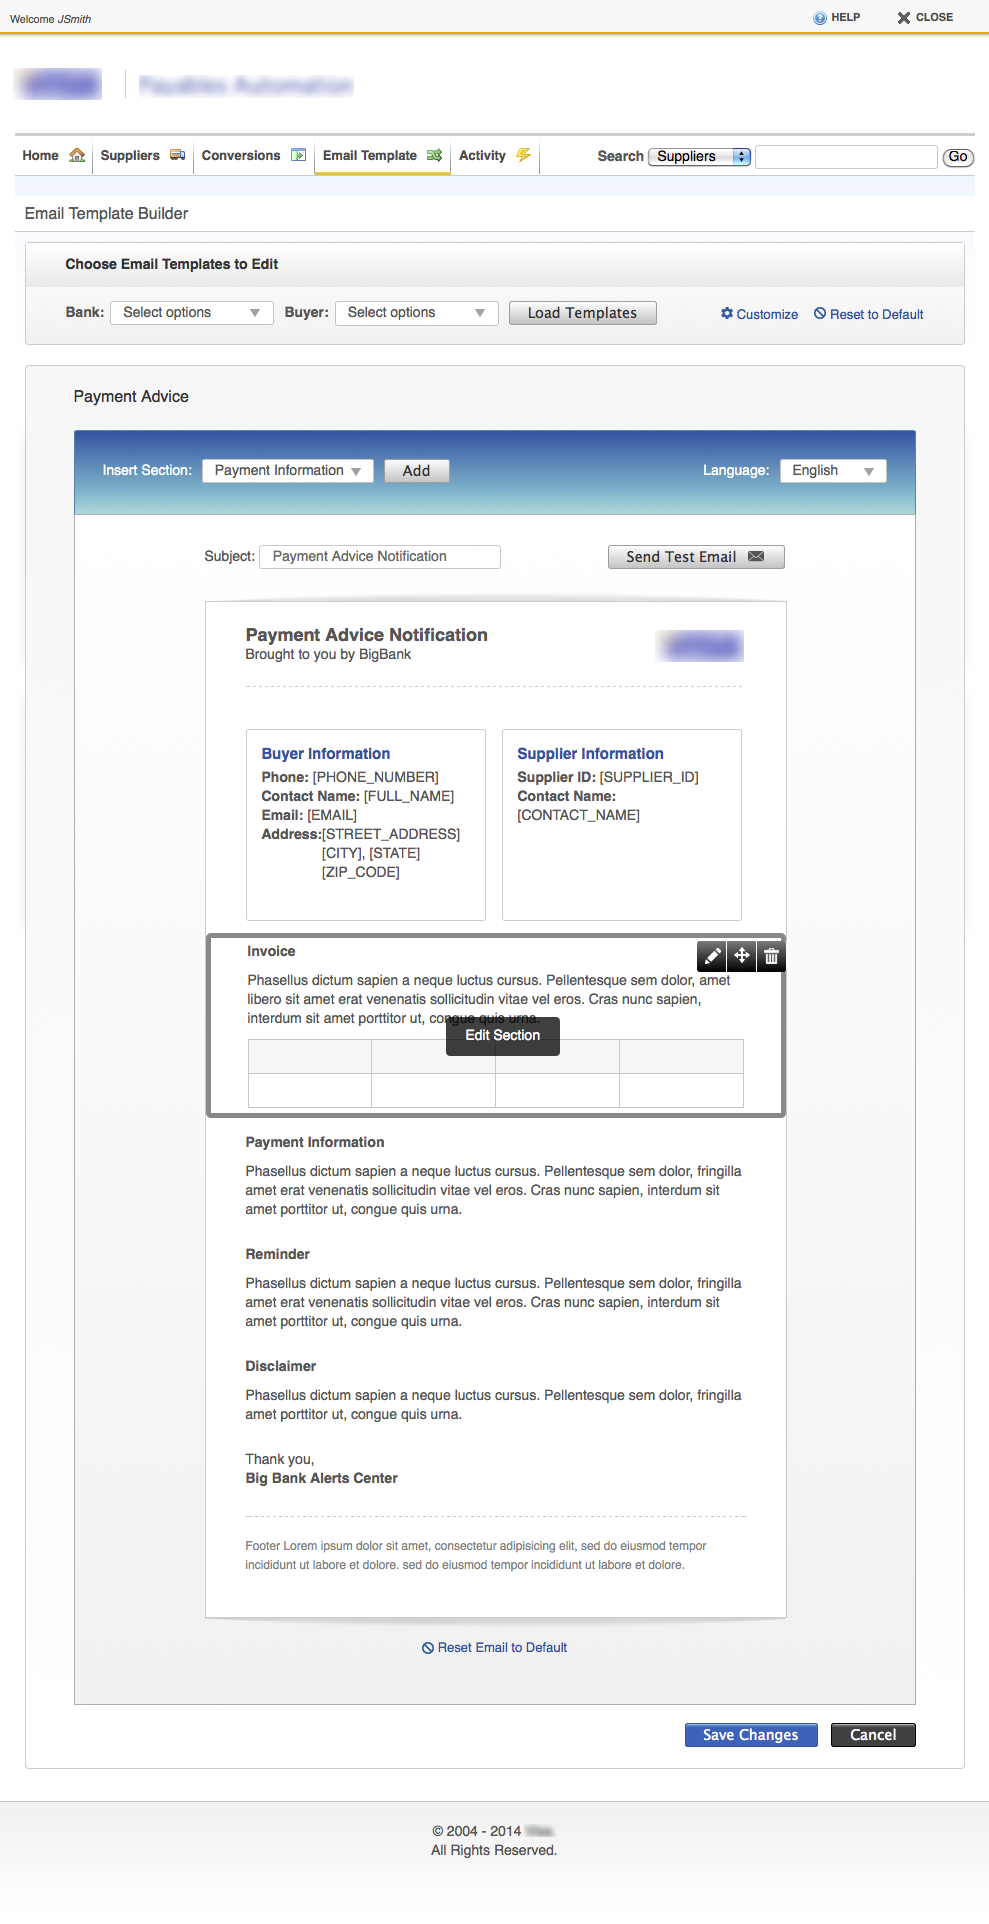 Welcome JSmith
HELP
CLOSE
Home
Suppliers
Conversions
Email Template
Activity
Search
Suppliers
Go
Email Template Builder
Choose Email Templates to Edit
Bank: Select options
Buyer: Select options
Load Templates
Customize
Reset to Default
Payment Advice
Insert Section: Payment Information
Add
Language: English
Subject: Payment Advice Notification
Send Test Email
Payment Advice Notification
Brought to you by BigBank
Buyer Information
Phone: [PHONE_NUMBER]
Contact Name: [FULL_NAME]
Email: [EMAIL]
Address:[STREET_ADDRESS]
[CITY], [STATE]
[ZIP_CODE]
Supplier Information
Supplier ID: [SUPPLIER_ID]
Contact Name:
[CONTACT_NAME]
Invoice
Phasellus dictum sapien a neque luctus cursus. Pellentesque sem dolor, amet
libero sit amet erat venenatis sollicitudin vitae vel eros. Cras nunc sapien,
interdum sit amet porttitor ut, congue quis urna.
Edit Section
Payment Information
Phasellus dictum sapien a neque luctus cursus. Pellentesque sem dolor, fringilla
amet erat venenatis sollicitudin vitae vel eros. Cras nunc sapien, interdum sit
amet porttitor ut, congue quis urna.
Reminder
Phasellus dictum sapien a neque luctus cursus. Pellentesque sem dolor, fringilla
amet erat venenatis sollicitudin vitae vel eros. Cras nunc sapien, interdum sit
amet porttitor ut, congue quis urna.
Disclaimer
Phasellus dictum sapien a neque luctus cursus. Pellentesque sem dolor, fringilla
amet porttitor ut, congue quis urna.
Thank you,
Big Bank Alerts Center
Footer Lorem ipsum dolor sit amet, consectetur adipisicing elit, sed do eiusmod tempor
incididunt ut labore et dolore. sed do eiusmod tempor incididunt ut labore et dolore.
Reset Email to Default
Save Changes
Cancel
© 2004 - 2014
All Rights Reserved.